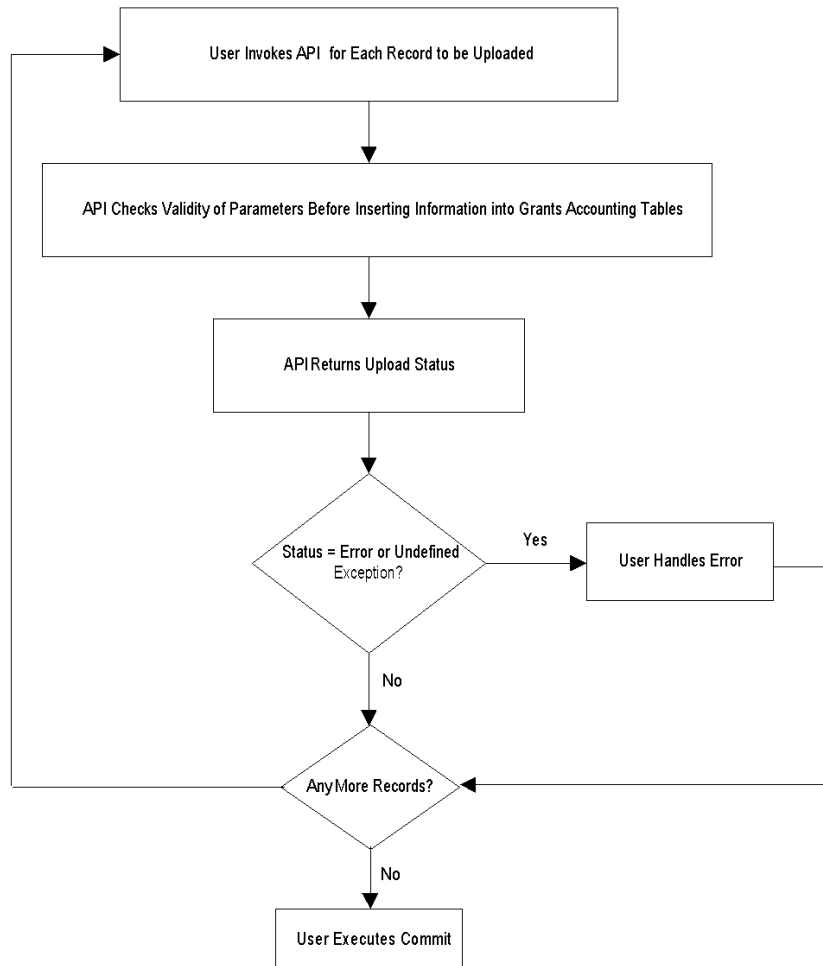 User Invokes API for Each Record to be Uploaded
API Checks Validity of Parameters Before Inserting Information into Grants Accounting Tables
API Returns Upload Status
Status = Error or Undefined
Exception?
Yes
User Handles Error
No
Any More Records?
No
User Executes Commit